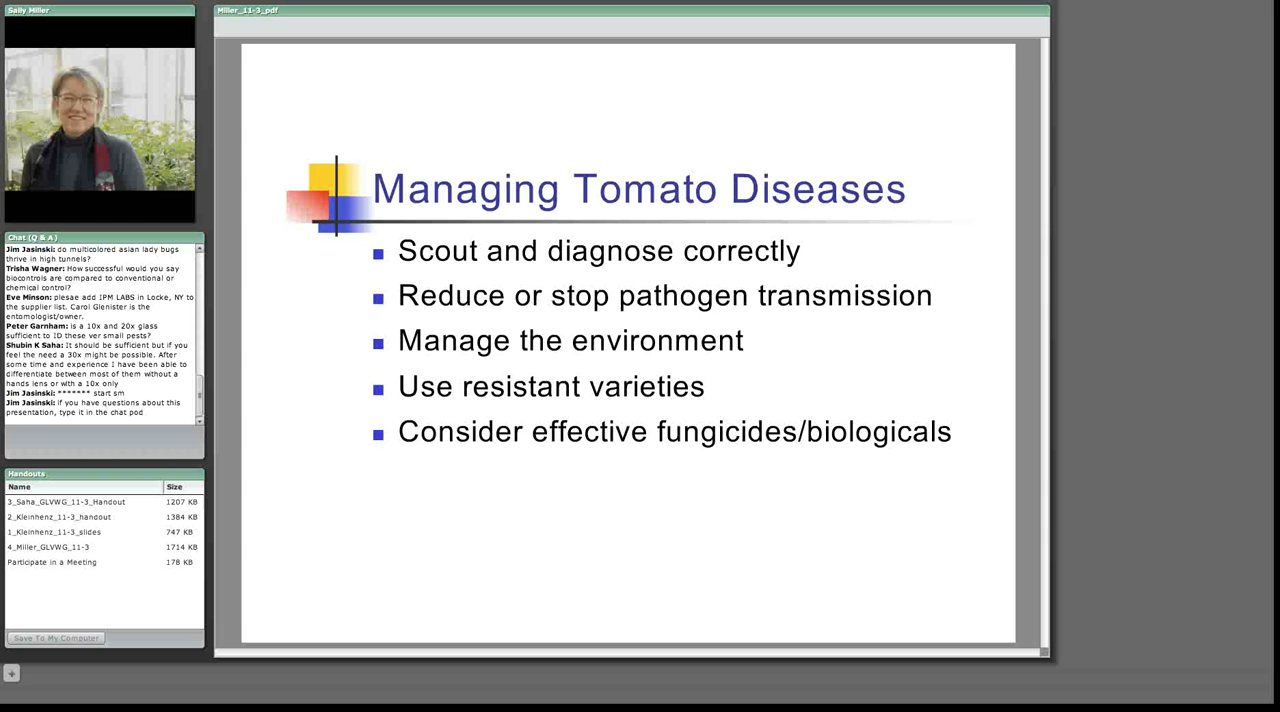 Sally Miller
Miller_11-3_pdf
Managing Tomato Diseases
Scout and diagnose correctly
Reduce or stop pathogen transmission
Manage the environment
Use resistant varieties
Consider effective fungicides/biologicals
Chat (Q & A)
Jim Jasinski: do multicolored asian lady bugs
thrive in high tunnels?
Trisha Wagner: How successful would you say
biocontrols are compared to conventional or
chemical control?
Eve Minson: plesae add IPM LABS in Locke, NY to
the supplier list. Carol Glenister is the
entomologist/owner.
Peter Garnham: is a 10x and 20x glass
sufficient to ID these ver small pests?
Shubin K Saha: It should be sufficient but if you
feel the need a 30x might be possible. After
some time and experience I have been able to
differentiate between most of them without a
hands lens or with a 10x only
Jim Jasinski: ******* start sm
Jim Jasinski: if you have questions about this
presentation, type it in the chat pod
Handouts
Name Size
3_Saha_GLVWG_11-3_Handout 1207 KB
2_Kleinhenz_11-3_handout 1384 KB
1_Kleinhenz_11-3_slides 747 KB
4_Miller_GLVWG_11-3 1714 KB
Participate in a Meeting 178 KB
Save To My Computer